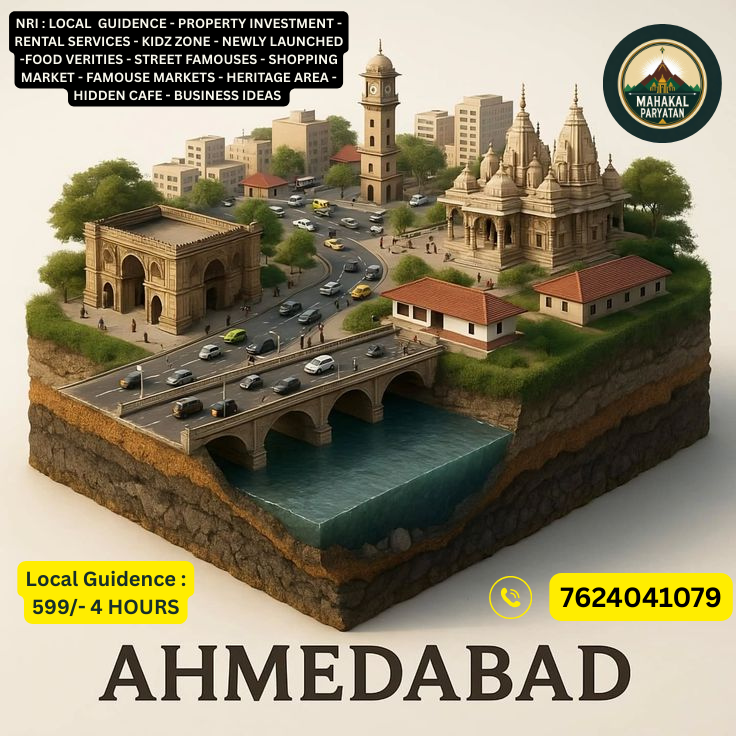 NRI : LOCAL GUIDENCE - PROPERTY INVESTMENT -
RENTAL SERVICES - KIDZ ZONE - NEWLY LAUNCHED
-FOOD VERITIES - STREET FAMOUSES - SHOPPING
MARKET - FAMOUSE MARKETS - HERITAGE AREA -
HIDDEN CAFE - BUSINESS IDEAS
MAHAKAL
PARYATAN
Local Guidence :
599/- 4 HOURS
7624041079
AHMEDABAD